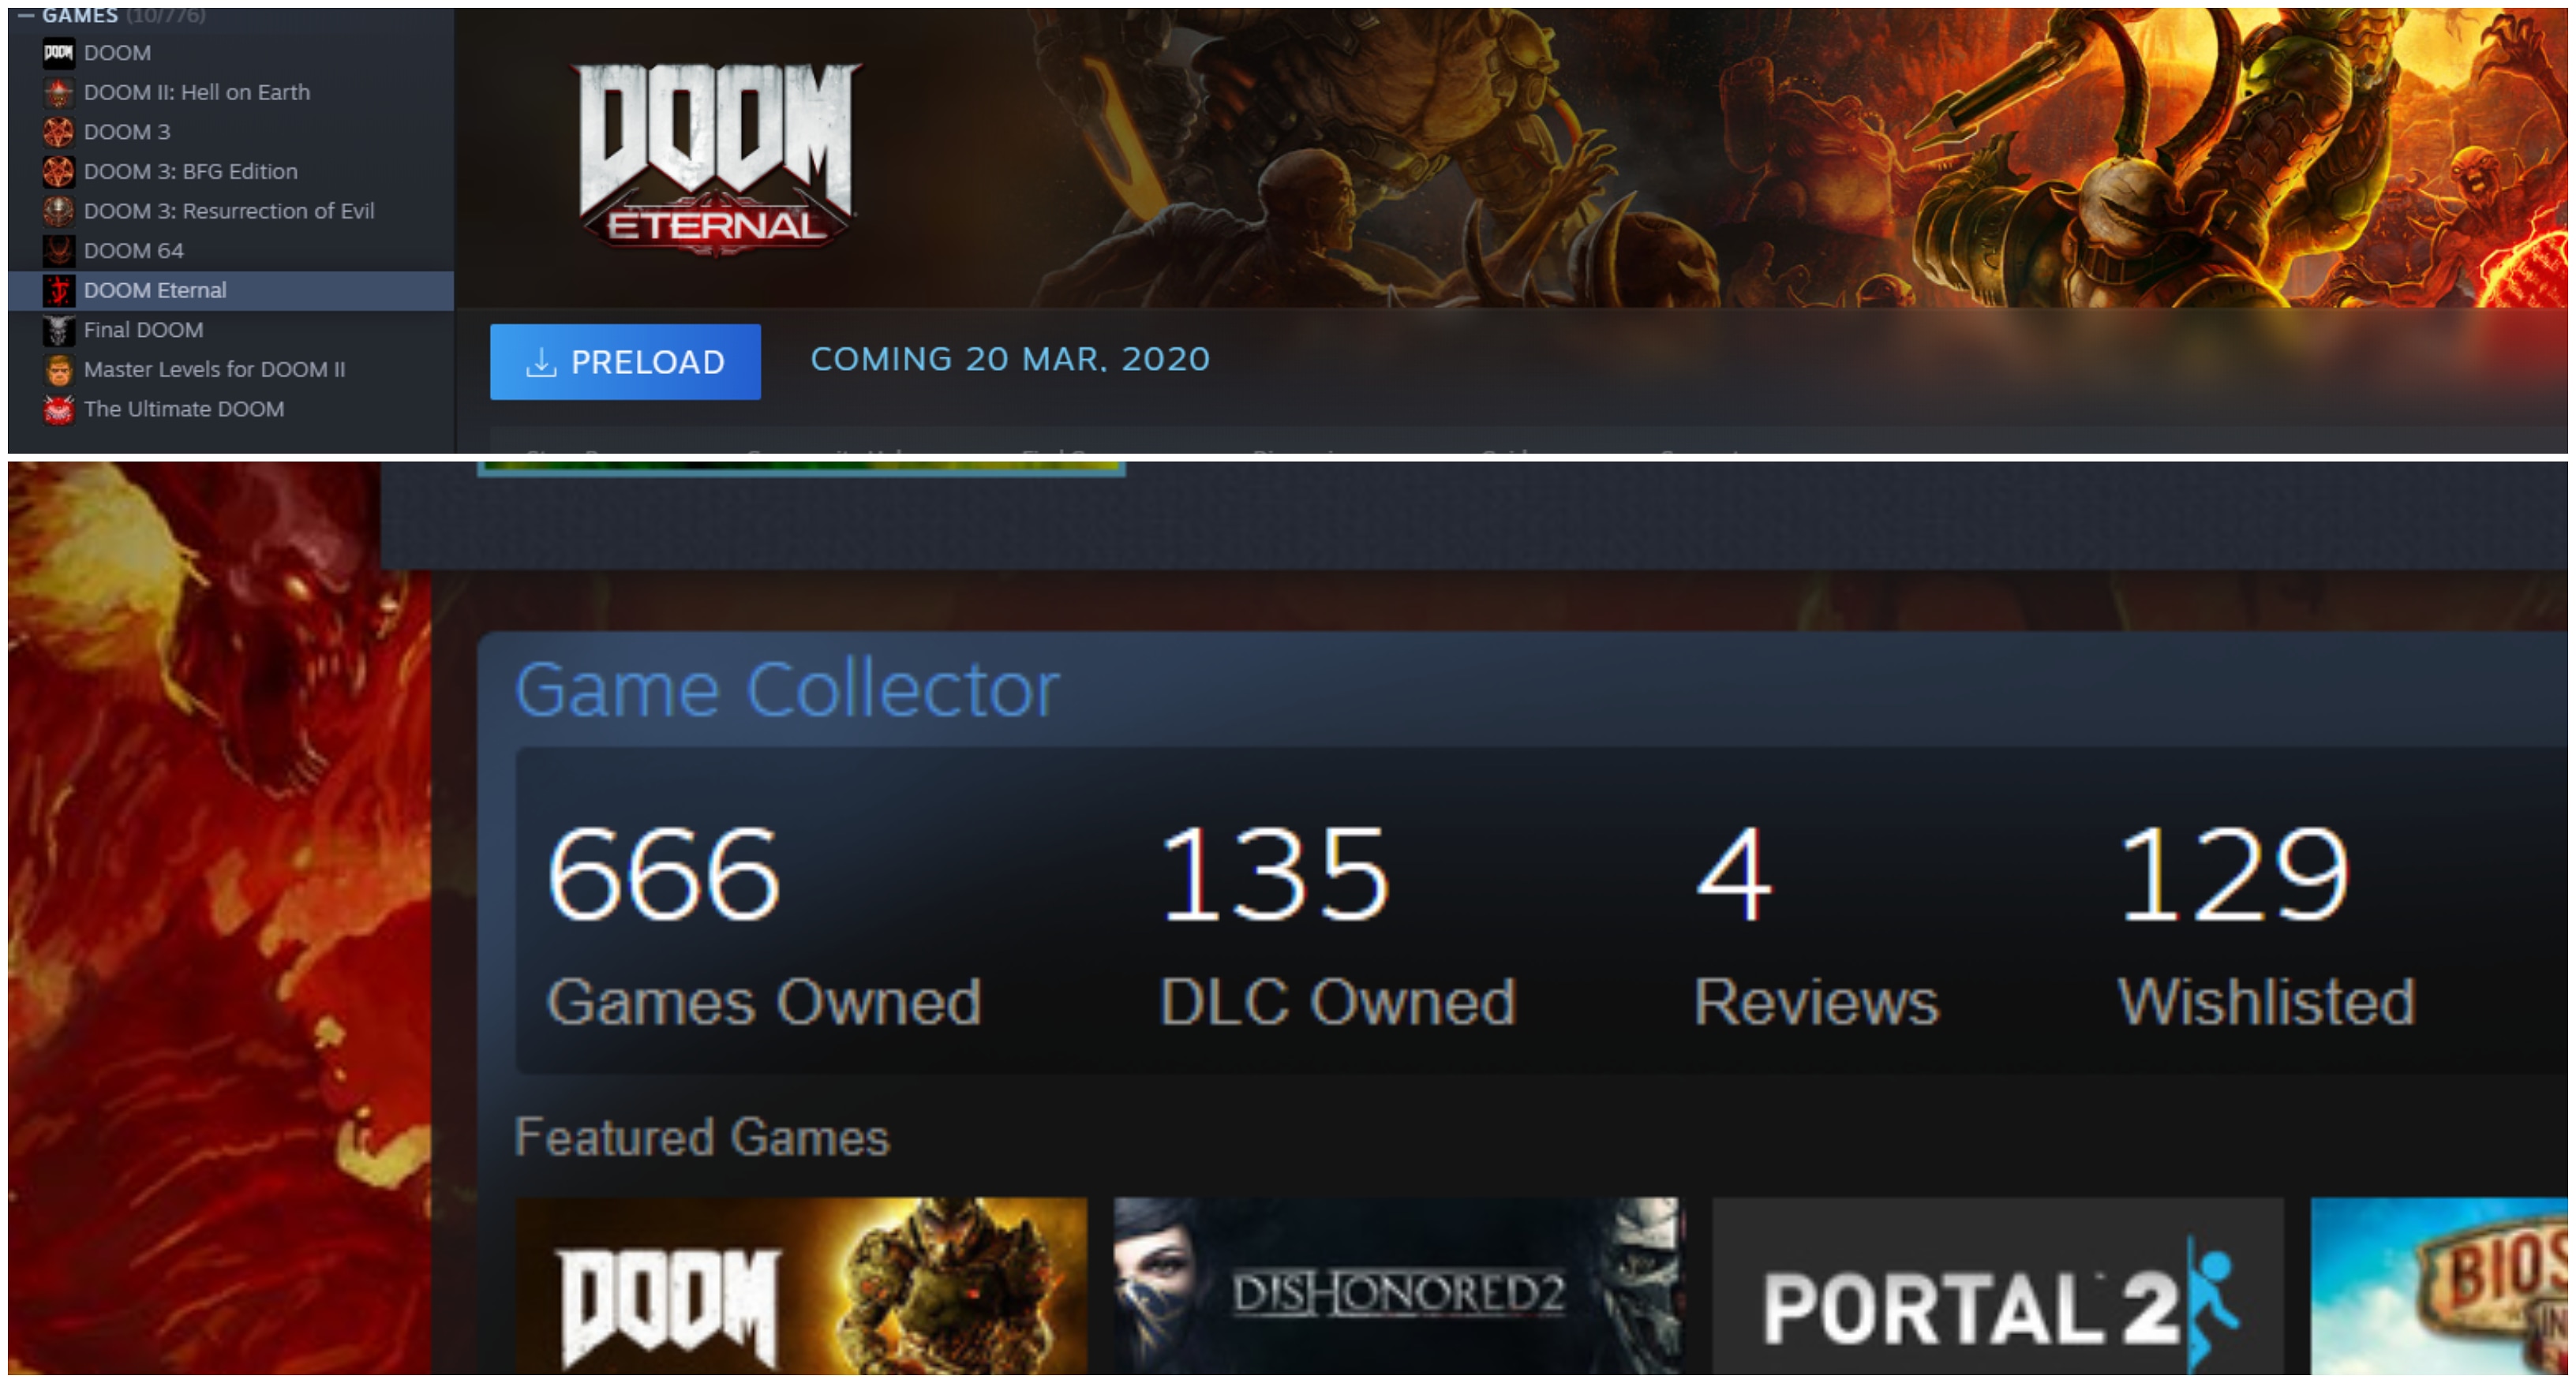 GAMES (10/776)
DOOM
DOOM II: Hell on Earth
DOOM 3
DOOM 3: BFG Edition
DOOM 3: Resurrection of Evil
DOOM 64
DOOM Eternal
Final DOOM
Master Levels for DOOM II
The Ultimate DOOM
DOOM
ETERNAL
PRELOAD
COMING 20 MAR. 2020
Game Collector
666 135 4 129
Games Owned DLC Owned Reviews Wishlisted
Featured Games
DOOM
DISHONORED2
PORTAL 2